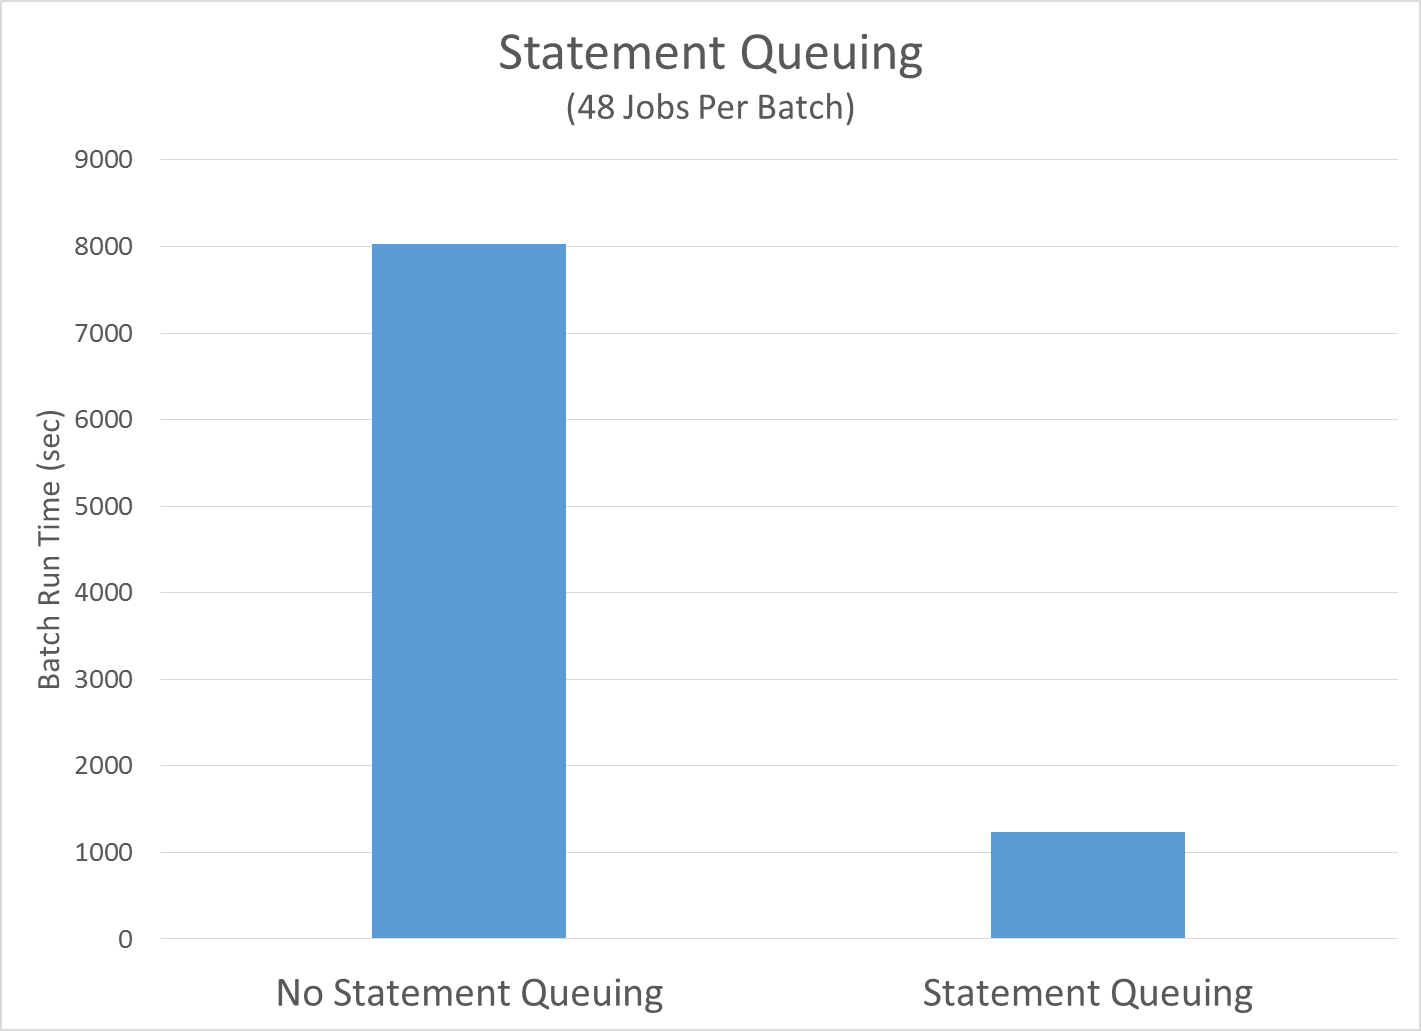 Statement Queuing
(48 Jobs Per Batch)
Batch Run Time (sec)
9000
8000
7000
6000
5000
4000
3000
2000
1000
0
No Statement Queuing
Statement Queuing